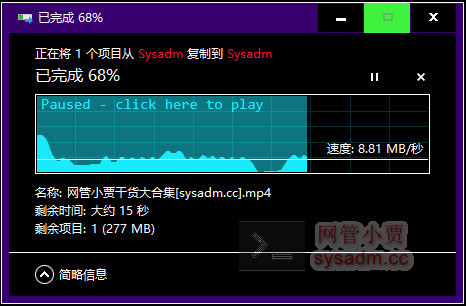 已完成 68%
正在将 1 个项目从 Sysadm 复制到 Sysadm
已完成 68%
Paused - click here to play
速度: 8.81 MB/秒
名称: 网管小贾干货大合集[sysadm.cc].mp4
剩余时间: 大约 15 秒
剩余项目: 1 (277 MB)
网管小贾
sysadm.cc
简略信息